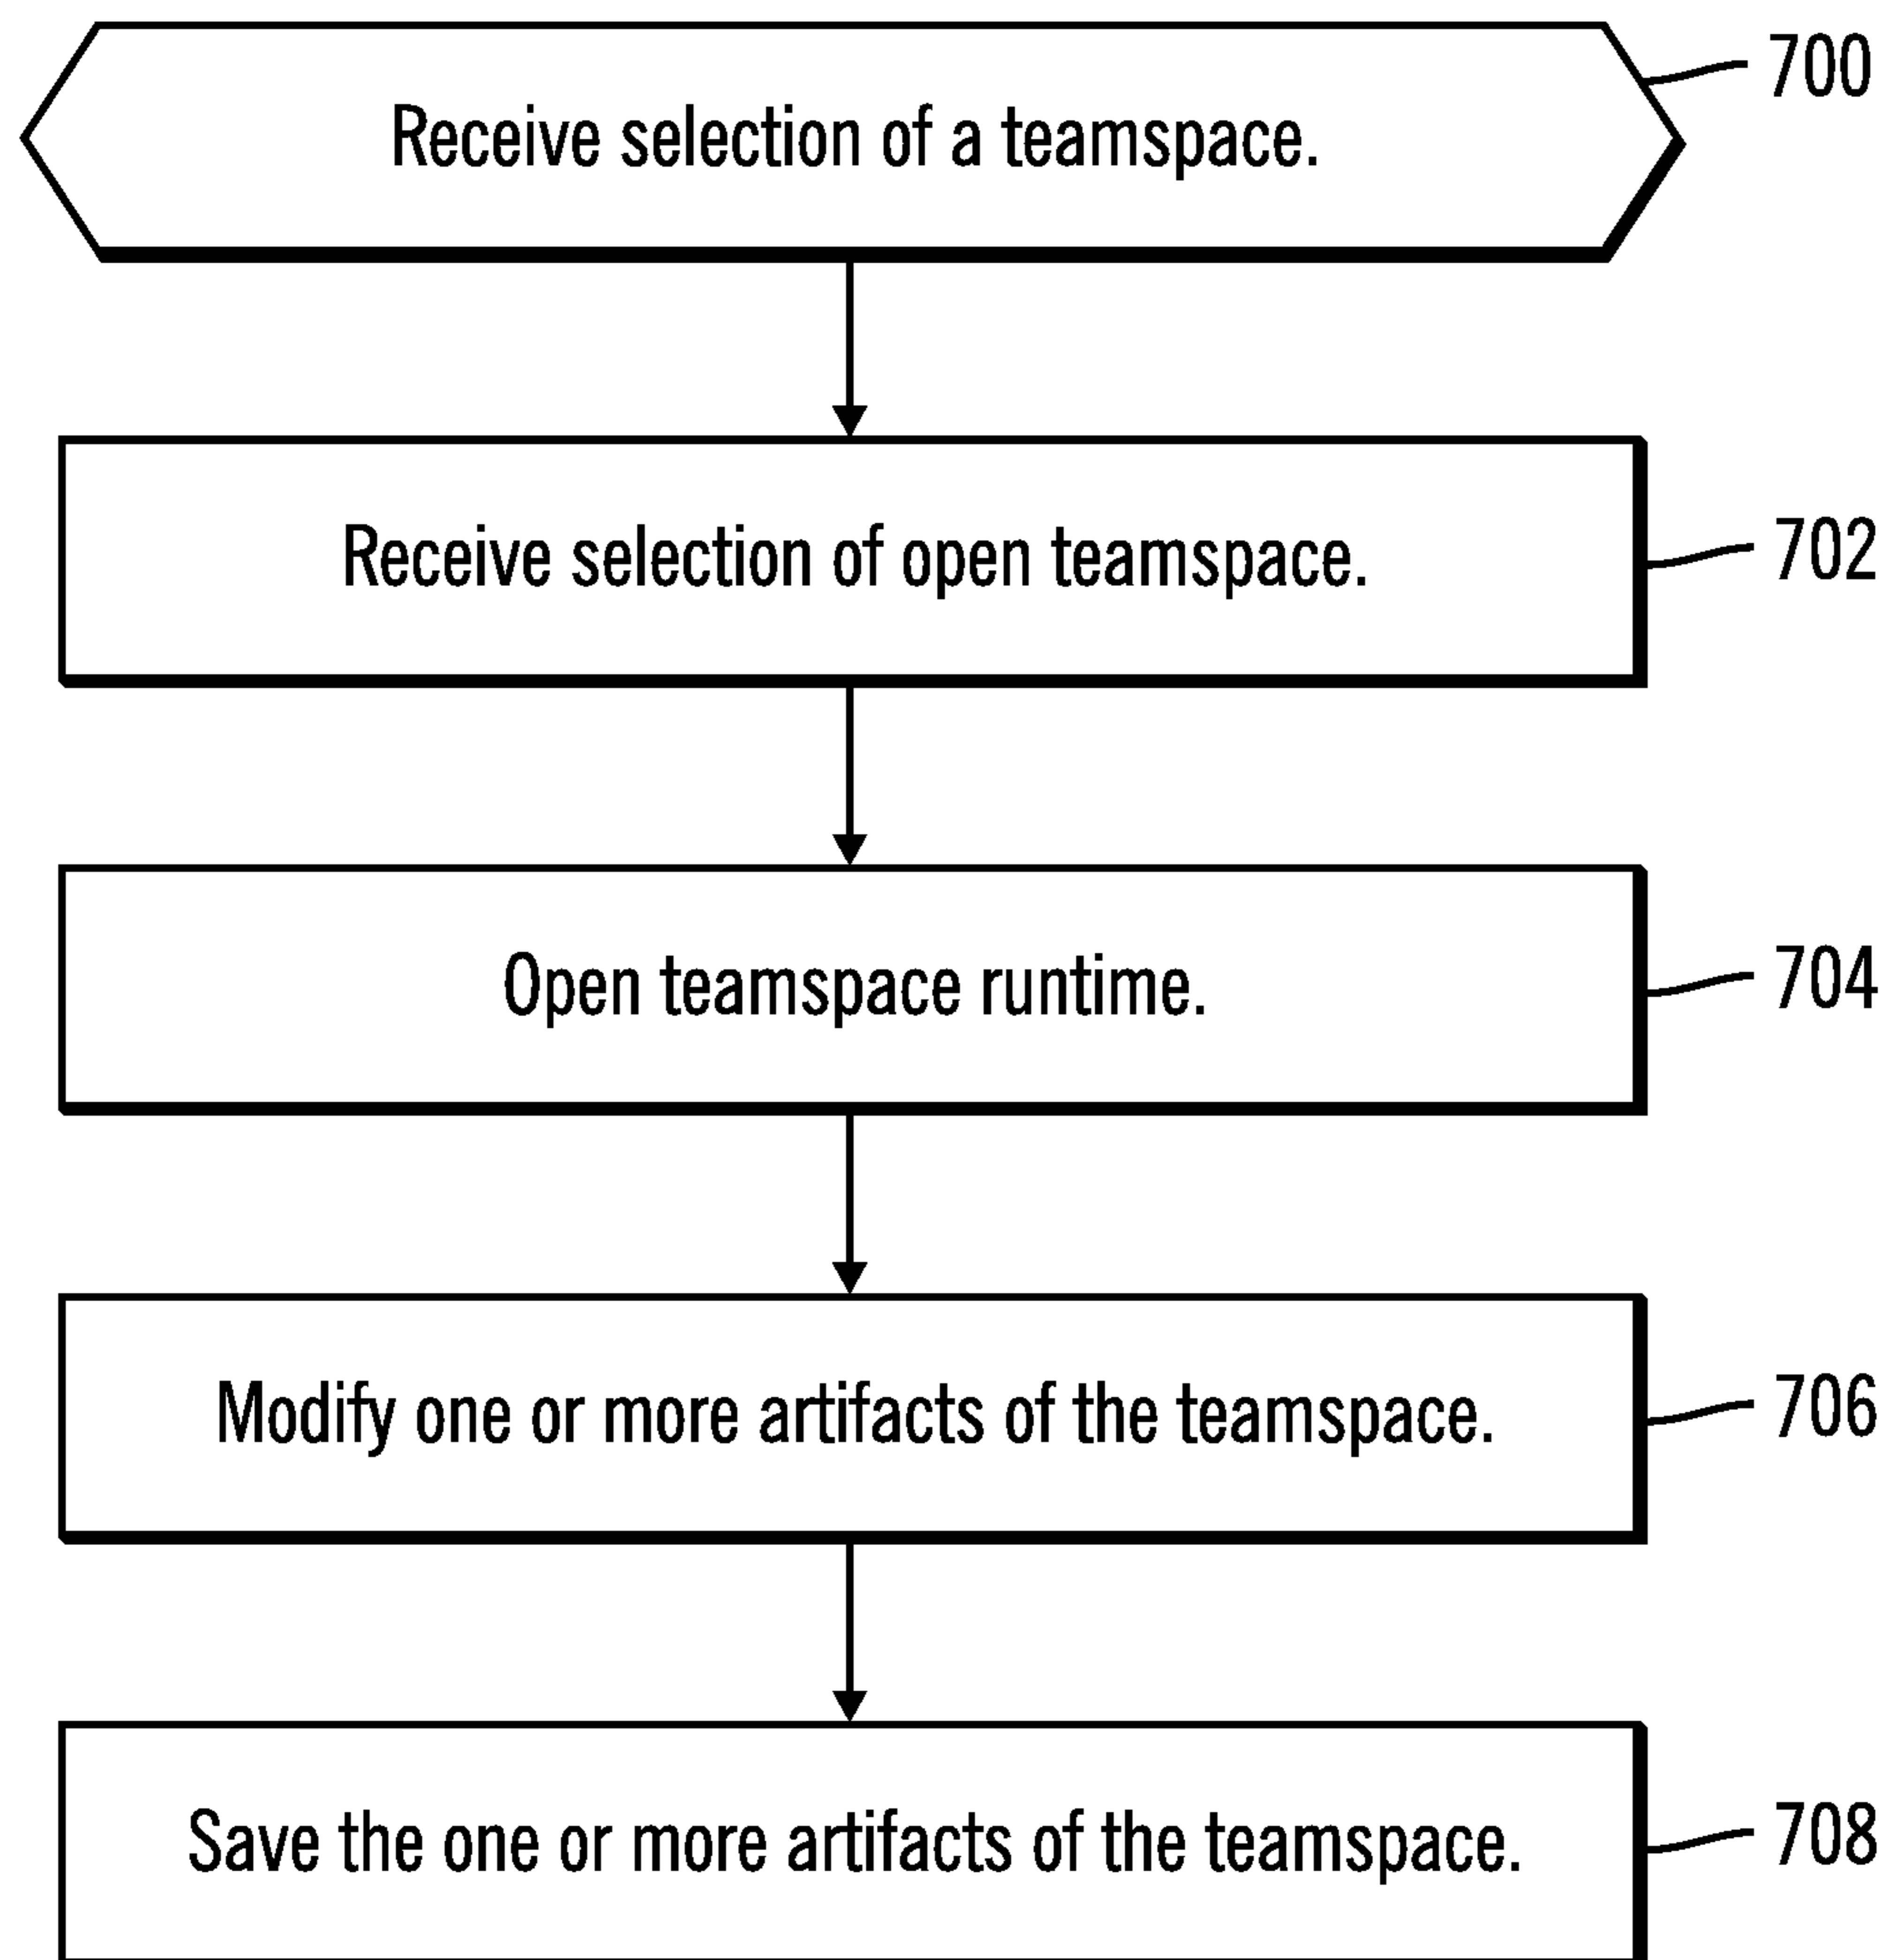 Receive selection of a teamspace.
700
Receive selection of open teamspace.
702
Open teamspace runtime.
704
Modify one or more artifacts of the teamspace.
706
Save the one or more artifacts of the teamspace.
708